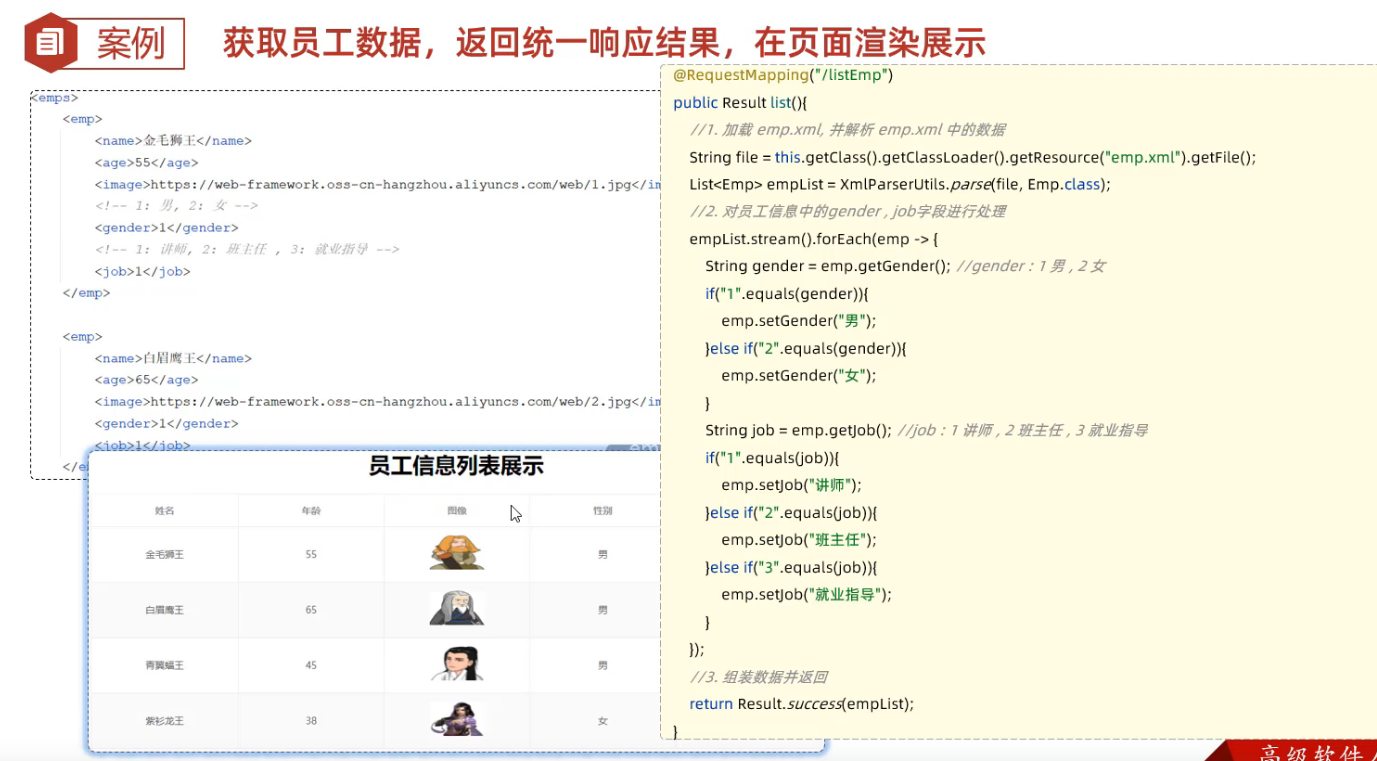 案例
获取员工数据，返回统一响应结果，在页面渲染展示
<emps>
<emp>
<name>金毛狮王</name>
<age>55</age>
<image>https://web-framework.oss-cn-hangzhou.aliyuncs.com/web/1.jpg</im
<!-- 1: 男, 2: 女 -->
<gender>1</gender>
<!-- 1: 讲师, 2: 班主任 , 3: 就业指导 -->
<job>1</job>
</emp>
<emp>
<name>白眉鹰王</name>
<age>65</age>
<image>https://web-framework.oss-cn-hangzhou.aliyuncs.com/web/2.jpg</im
<gender>1</gender>
<job>1</job>
</e
员工信息列表展示
姓名 年龄 图像 性别
金毛狮王 55 男
白眉鹰王 65 男
青翼蝠王 45 男
紫衫龙王 38 女
@RequestMapping("/listEmp")
public Result list(){
//1. 加载 emp.xml, 并解析 emp.xml 中的数据
String file = this.getClass().getClassLoader().getResource("emp.xml").getFile();
List<Emp> empList = XmlParserUtils.parse(file, Emp.class);
//2. 对员工信息中的gender , job字段进行处理
empList.stream().forEach(emp -> {
String gender = emp.getGender(); //gender : 1 男 , 2 女
if("1".equals(gender)){
emp.setGender("男");
}else if("2".equals(gender)){
emp.setGender("女");
}
String job = emp.getJob(); //job : 1 讲师 , 2 班主任 , 3 就业指导
if("1".equals(job)){
emp.setJob("讲师");
}else if("2".equals(job)){
emp.setJob("班主任");
}else if("3".equals(job)){
emp.setJob("就业指导");
}
});
//3. 组装数据并返回
return Result.success(empList);
}
高级软件